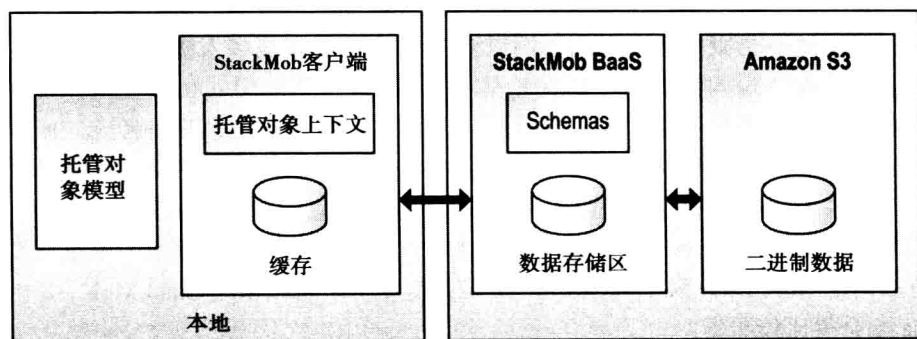 StackMob客户端
托管对象上下文
托管对
象模型
缓存
本地
StackMob BaaS
Schemas
数据存储区
Amazon S3
二进制数据